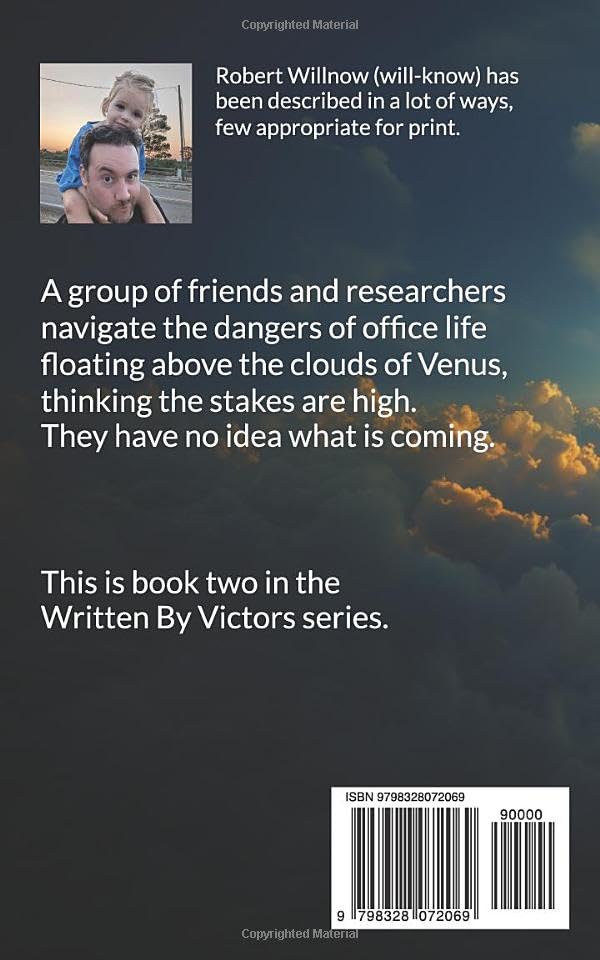 Copyrighted Material
Robert Willnow (will-know) has
been described in a lot of ways,
few appropriate for print.
A group of friends and researchers
navigate the dangers of office life
floating above the clouds of Venus,
thinking the stakes are high.
They have no idea what is coming.
This is book two in the
Written By Victors series.
ISBN 9798328072069
90000
9 798328 072069
Copyrighted Material